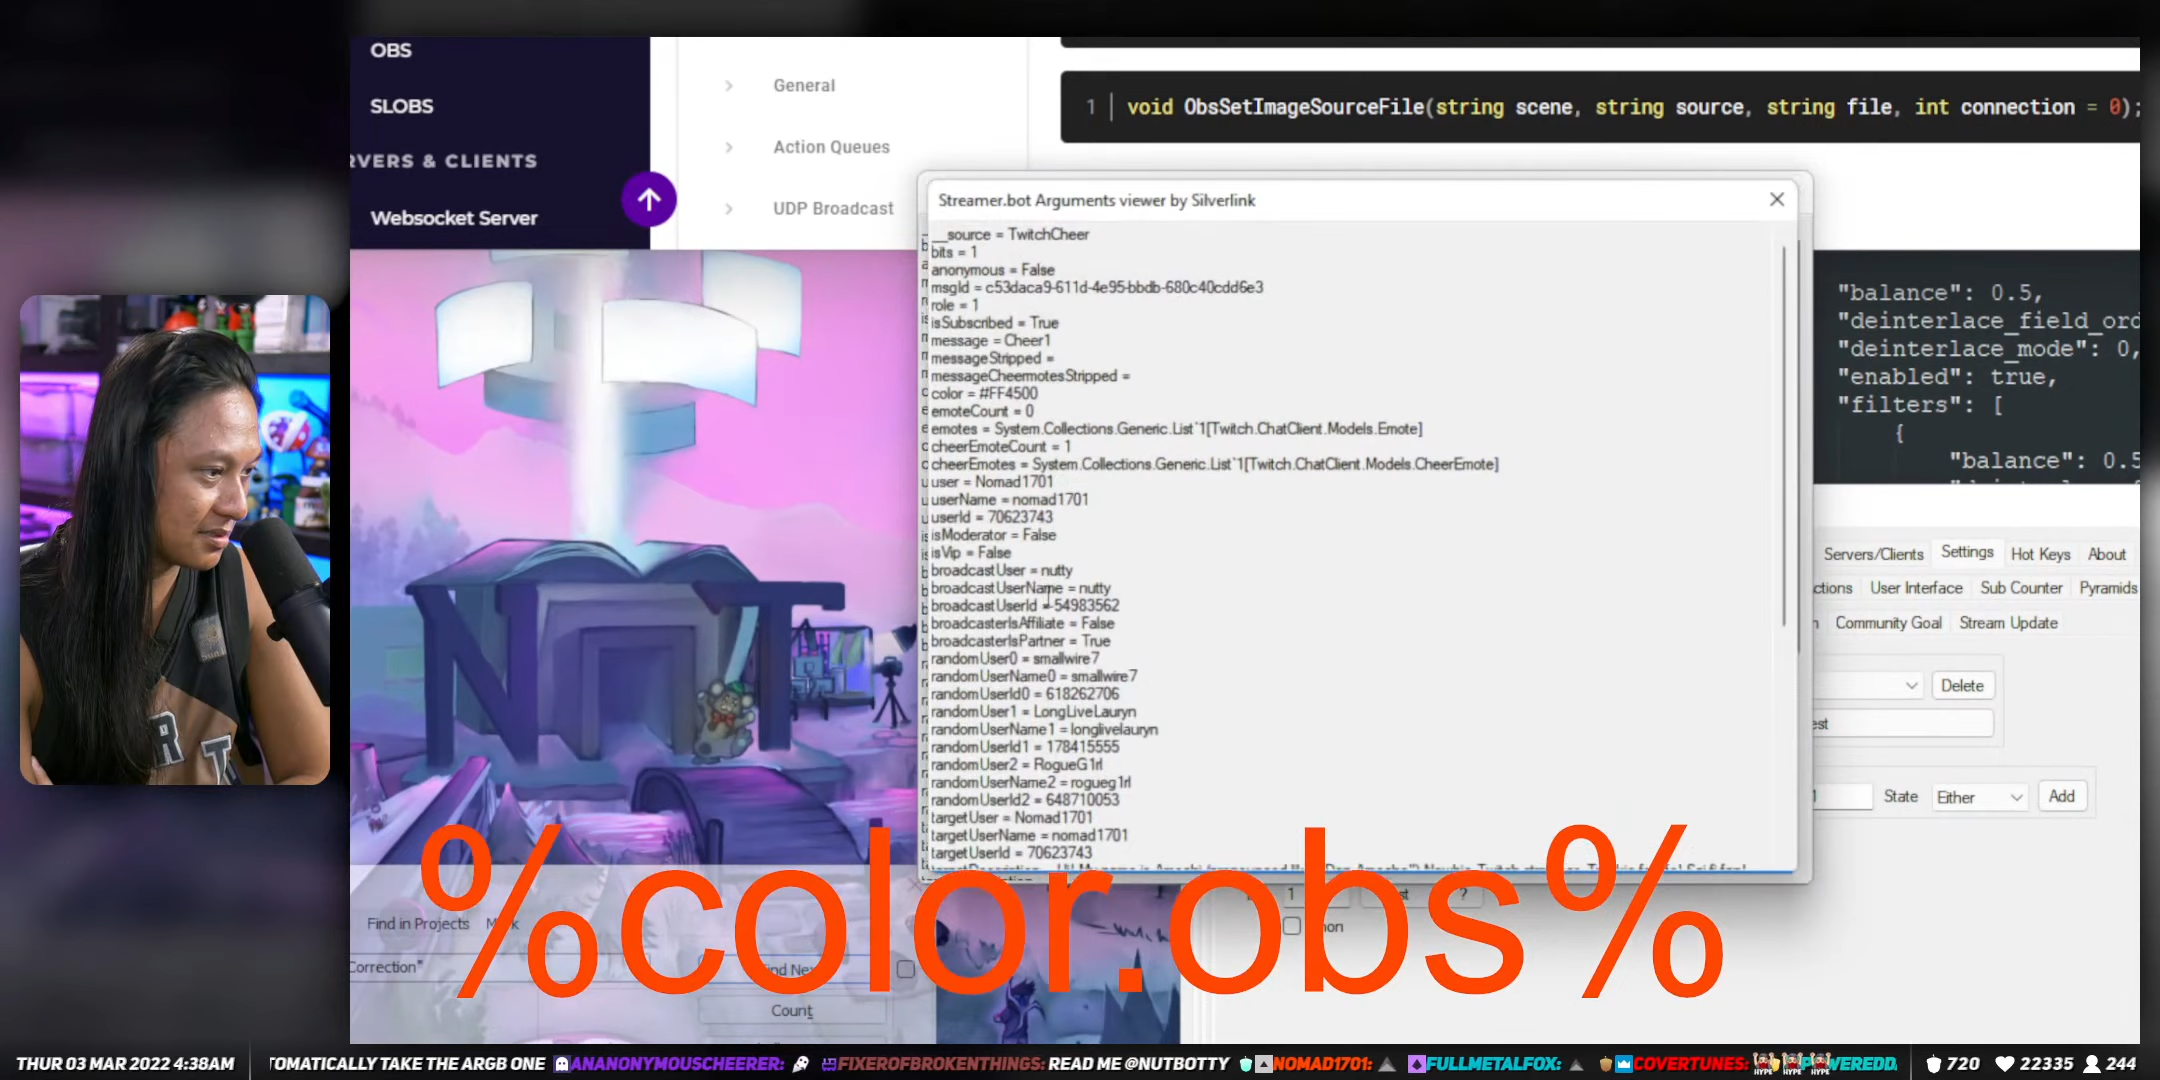 OBS
SLOBS
RVERS & CLIENTS
Websocket Server
General
Action Queues
UDP Broadcast
1 void ObsSetImageSourceFile(string scene, string source, string file, int connection = 0);
Streamer.bot Arguments viewer by Silverlink
__source = TwitchCheer
bits = 1
anonymous = False
msgId = c53daca9-611d-4e95-bbdb-680c40cdd6e3
role = 1
isSubscribed = True
message = Cheer1
messageStripped =
messageCheermotesStripped =
color = #FF4500
emoteCount = 0
emotes = System.Collections.Generic.List`1[Twitch.ChatClient.Models.Emote]
cheerEmoteCount = 1
cheerEmotes = System.Collections.Generic.List`1[Twitch.ChatClient.Models.CheerEmote]
user = Nomad1701
userName = nomad1701
userId = 70623743
isModerator = False
isVip = False
broadcastUser = nutty
broadcastUserName = nutty
broadcastUserId = 54983562
broadcasterIsAffiliate = False
broadcasterIsPartner = True
randomUser0 = smallwire7
randomUserName0 = smallwire7
randomUserId0 = 618262706
randomUser1 = LongLiveLauryn
randomUserName1 = longlivelauryn
randomUserId1 = 178415555
randomUser2 = RogueG1rl
randomUserName2 = rogueg1rl
randomUserId2 = 648710053
targetUser = Nomad1701
targetUserName = nomad1701
targetUserId = 70623743
"balance": 0.5,
"deinterlace_field_ord
"deinterlace_mode": 0,
"enabled": true,
"filters": [
{
"balance": 0.5
Servers/Clients Settings Hot Keys About
ctions User Interface Sub Counter Pyramids
Community Goal Stream Update
Delete
est
State Either Add
NUT
Find in Projects
Correction"
Count
1 ?
%color.obs%
THUR 03 MAR 2022 4:38AM TOMATICALLY TAKE THE ARGB ONE ANANONYMOUSCHEERER: FIXEROFBROKENTHINGS: READ ME @NUTBOTTY NOMAD1701: FULLMETALFOX: COVERTUNES: 720 22335 244